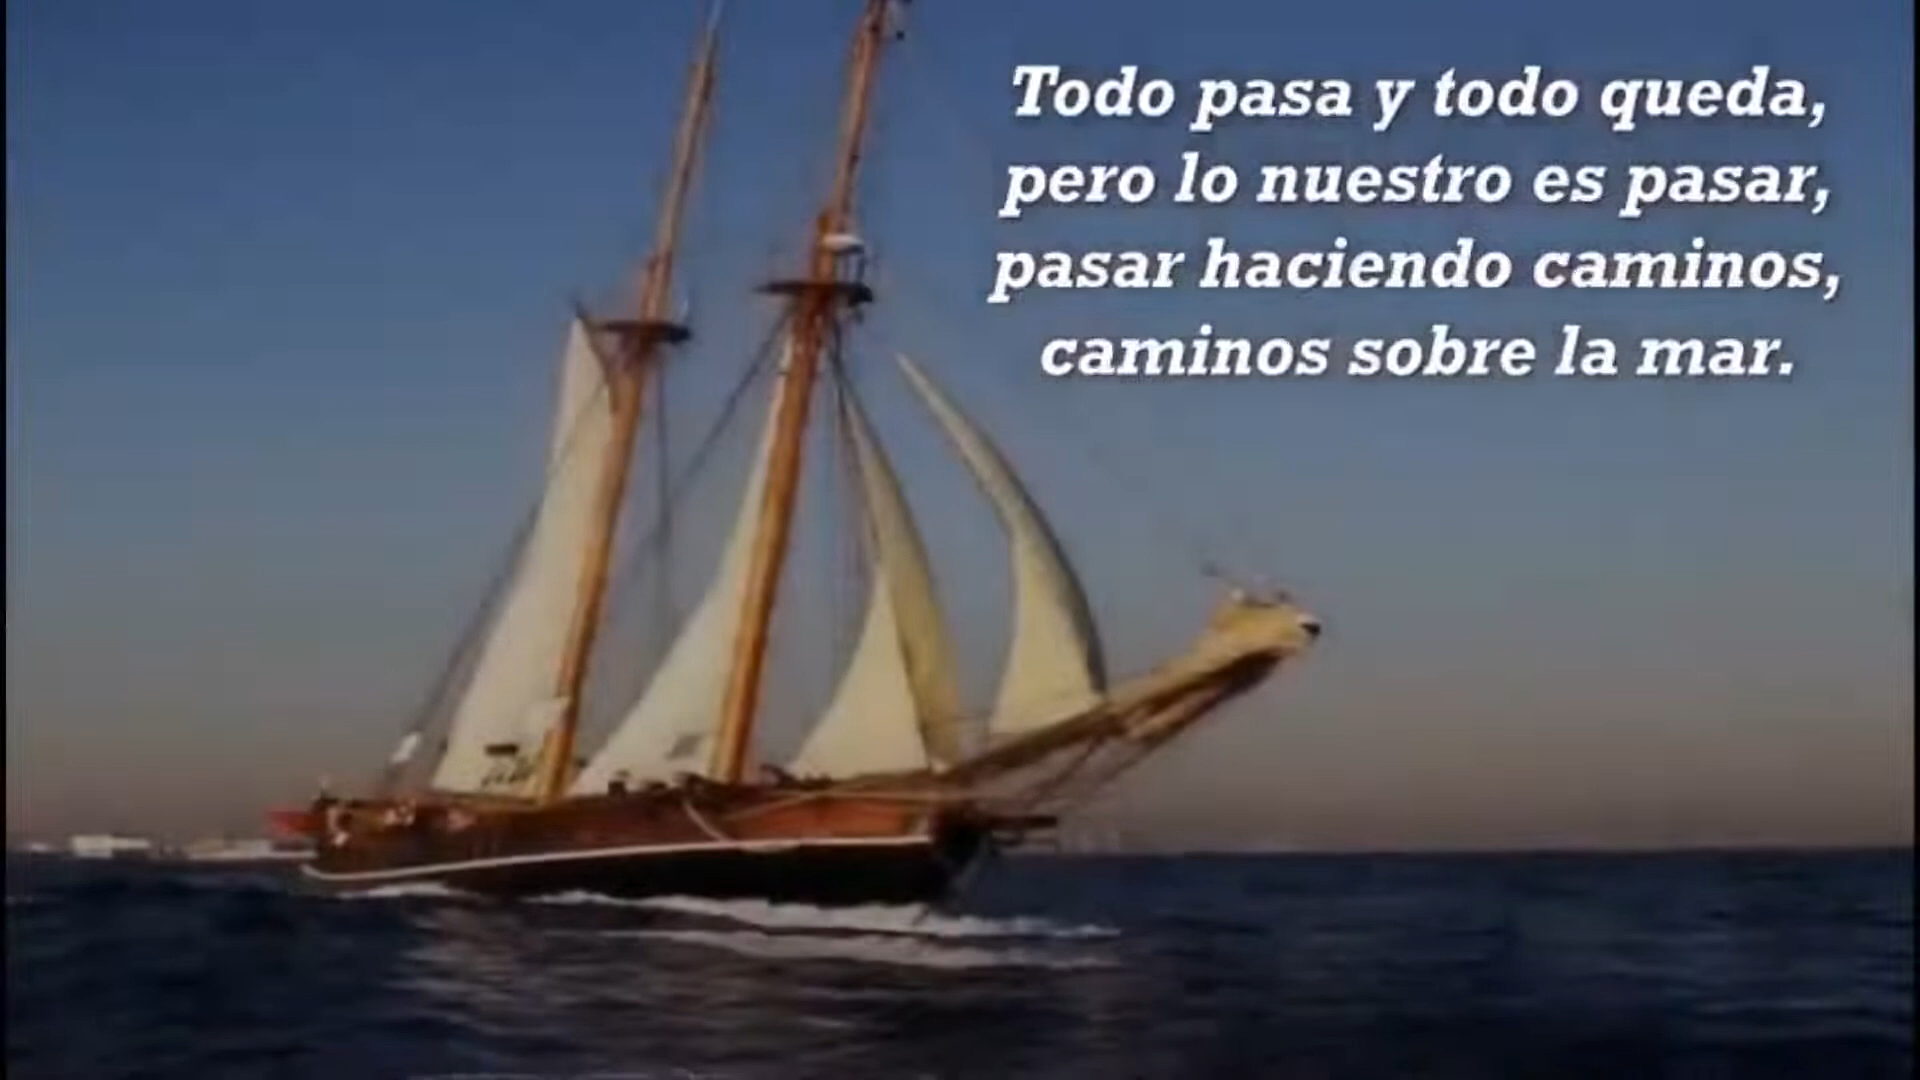 Todo pasa y todo queda,
pero lo nuestro es pasar,
pasar haciendo caminos,
caminos sobre la mar.